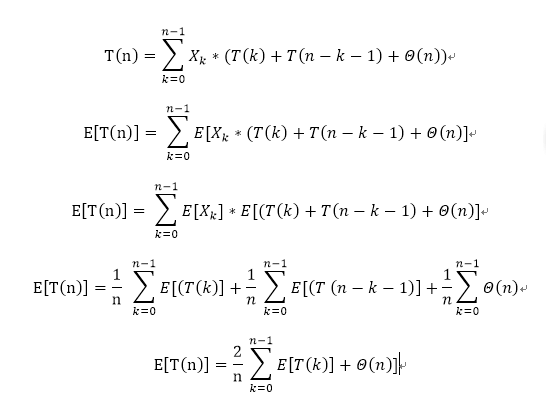 T(n) = ∑_{k=0}^{n−1} X_k * (T(k) + T(n − k − 1) + Θ(n))↵
E[T(n)] = ∑_{k=0}^{n−1} E[X_k * (T(k) + T(n − k − 1) + Θ(n)]↵
E[T(n)] = ∑_{k=0}^{n−1} E[X_k] * E[(T(k) + T(n − k − 1) + Θ(n)]↵
E[T(n)] = 1/n ∑_{k=0}^{n−1} E[(T(k)] + 1/n ∑_{k=0}^{n−1} E[(T (n − k − 1)] + 1/n ∑_{k=0}^{n−1} Θ(n)↵
E[T(n)] = 2/n ∑_{k=0}^{n−1} E[T(k)] + Θ(n)]↵